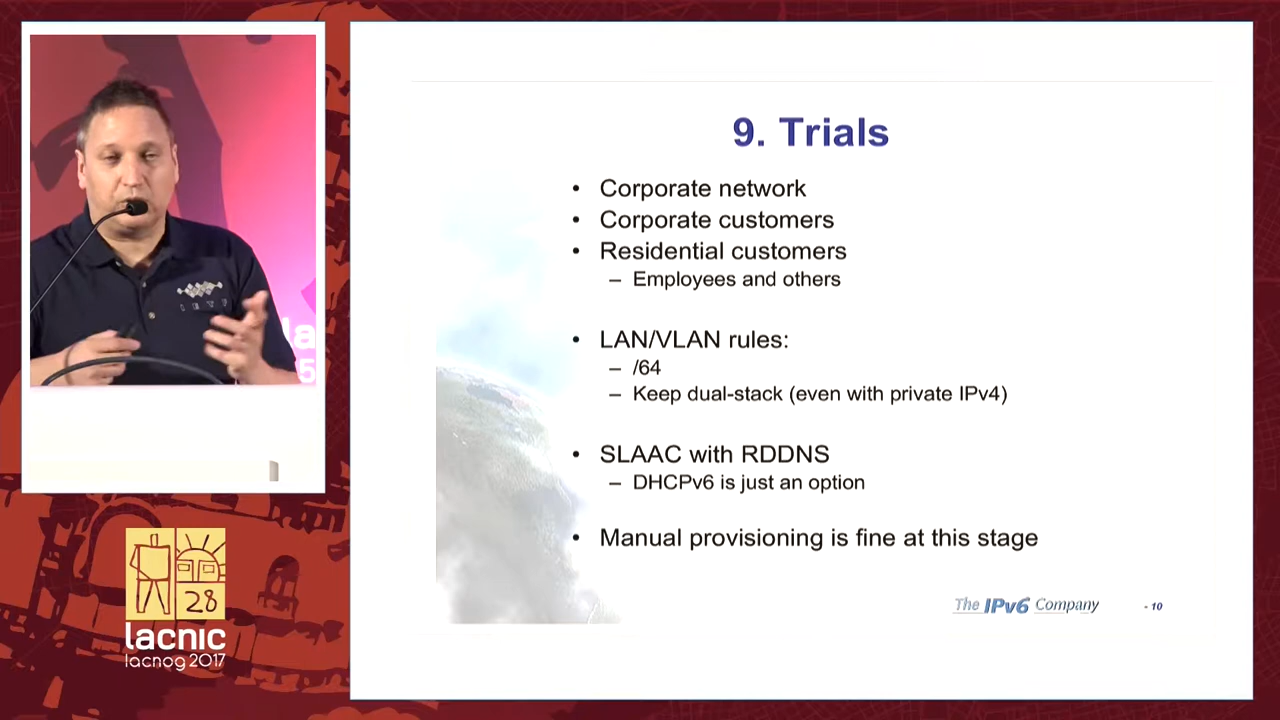 9. Trials
• Corporate network
• Corporate customers
• Residential customers
– Employees and others
• LAN/VLAN rules:
– /64
– Keep dual-stack (even with private IPv4)
• SLAAC with RDDNS
– DHCPv6 is just an option
• Manual provisioning is fine at this stage
The IPv6 Company
- 10
la
5
28
lacnic
lacnog 2017